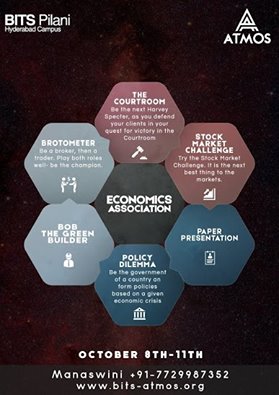 BITS Pilani
Hyderabad Campus
ATMOS
THE
COURTROOM
Be the next Harvey
Specter, as you defend
your clients in your
quest for victory in the
Courtroom
BROTOMETER
Be a broker, then a
trader. Play both roles
well- be the champion.
STOCK
MARKET
CHALLENGE
Try the Stock Market
Challenge. It is the next
best thing to the
markets.
ECONOMICS
ASSOCIATION
BOB
THE GREEN
BUILDER
PAPER
PRESENTATION
POLICY
DILEMMA
Be the government
of a country an
form policies
based on a given
economic crisis
OCTOBER 8TH-11TH
Manaswini +91-7729987352
www.bits-atmos.org